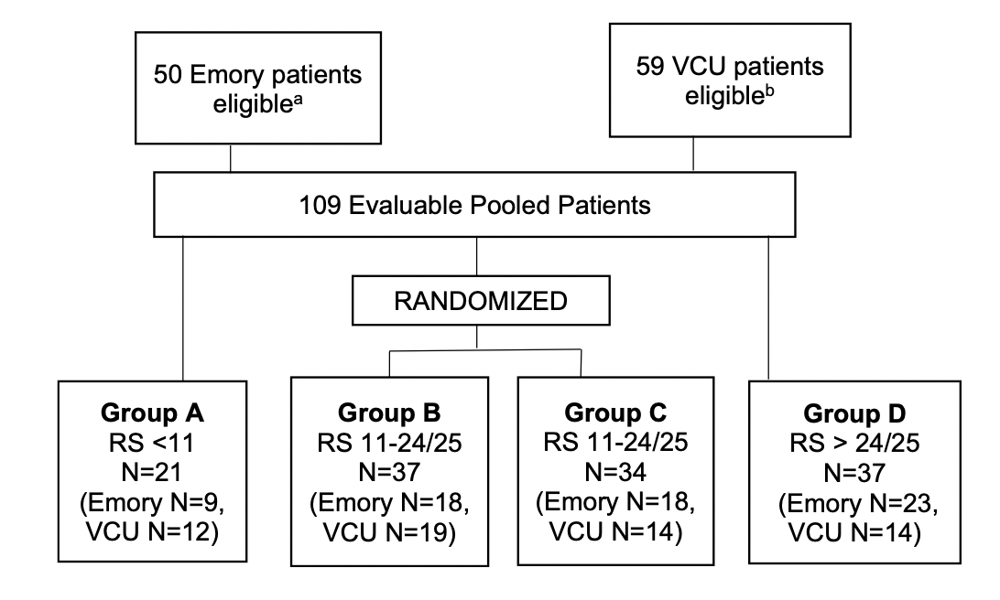 50 Emory patients
eligibleᵃ
59 VCU patients
eligibleᵇ
109 Evaluable Pooled Patients
RANDOMIZED
Group A
RS <11
N=21
(Emory N=9,
VCU N=12)
Group B
RS 11-24/25
N=37
(Emory N=18,
VCU N=19)
Group C
RS 11-24/25
N=34
(Emory N=18,
VCU N=14)
Group D
RS > 24/25
N=37
(Emory N=23,
VCU N=14)